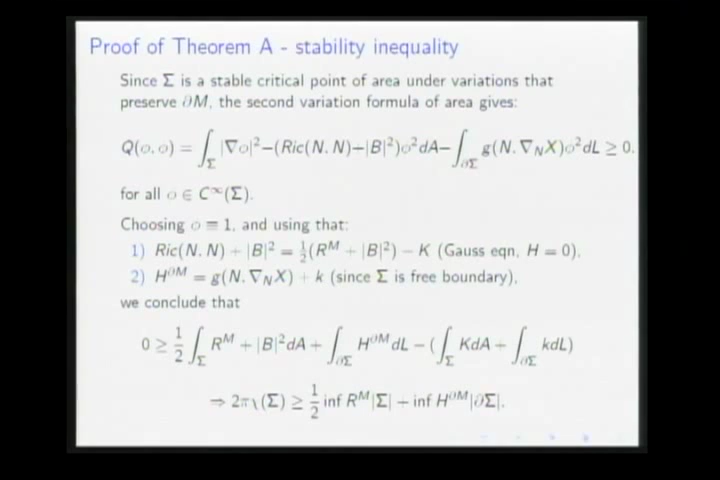 Proof of Theorem A - stability inequality
Since Σ is a stable critical point of area under variations that
preserve ∂M, the second variation formula of area gives:
Q(φ, φ) = ∫_Σ |∇φ|² − (Ric(N, N) + |B|²)φ² dA − ∫_∂Σ g(N, ∇_N X)φ² dL ≥ 0,
for all φ ∈ C^∞(Σ).
Choosing φ ≡ 1, and using that:
1) Ric(N, N) + |B|² = ½(R^M + |B|²) − K (Gauss eqn, H = 0),
2) H^∂M = g(N, ∇_N X) + k (since Σ is free boundary),
we conclude that
0 ≥ ½ ∫_Σ R^M + |B|² dA + ∫_∂Σ H^∂M dL − (∫_Σ K dA + ∫_∂Σ k dL)
⇒ 2πχ(Σ) ≥ ½ inf R^M |Σ| + inf H^∂M |∂Σ|.